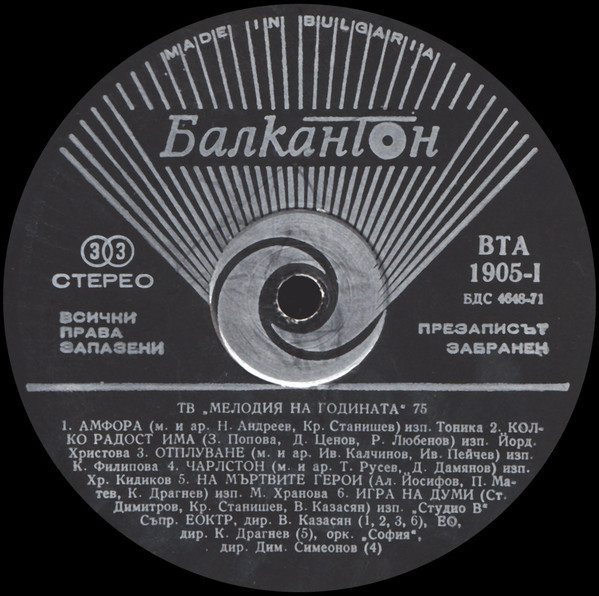 MADE IN BULGARIA
Балкантон
33
СТЕРЕО
ВСИЧКИ
ПРАВА
ЗАПАЗЕНИ
ВТА
1905-I
БДС 4648-71
ПРЕЗАПИСЪТ
ЗАБРАНЕН
ТВ „МЕЛОДИЯ НА ГОДИНАТА“ 75
1. АМФОРА (м. и ар. Н. Андреев, Кр. Станишев) изп. Тоника 2. КОЛ-
КО РАДОСТ ИМА (З. Попова, Д. Ценов, Р. Любенов) изп. Йорд.
Христова 3. ОТПЛУВАНЕ (м. и ар. Ив. Калчинов, Ив. Пейчев) изп.
К. Филипова 4. ЧАРЛСТОН (м. и ар. Т. Русев, Д. Дамянов) изп.
Хр. Кидиков 5. НА МЪРТВИТЕ ГЕРОИ (Ал. Йосифов, П. Ма-
тев, К. Драгнев) изп. М. Хранова 6. ИГРА НА ДУМИ (Ст.
Димитров, Кр. Станишев, В. Казасян) изп. „Студио В“
Съпр. ЕОКТР, дир. В. Казасян (1, 2, 3, 6), ЕО,
дир. К. Драгнев (5), орк. „София“,
дир. Дим. Симеонов (4)